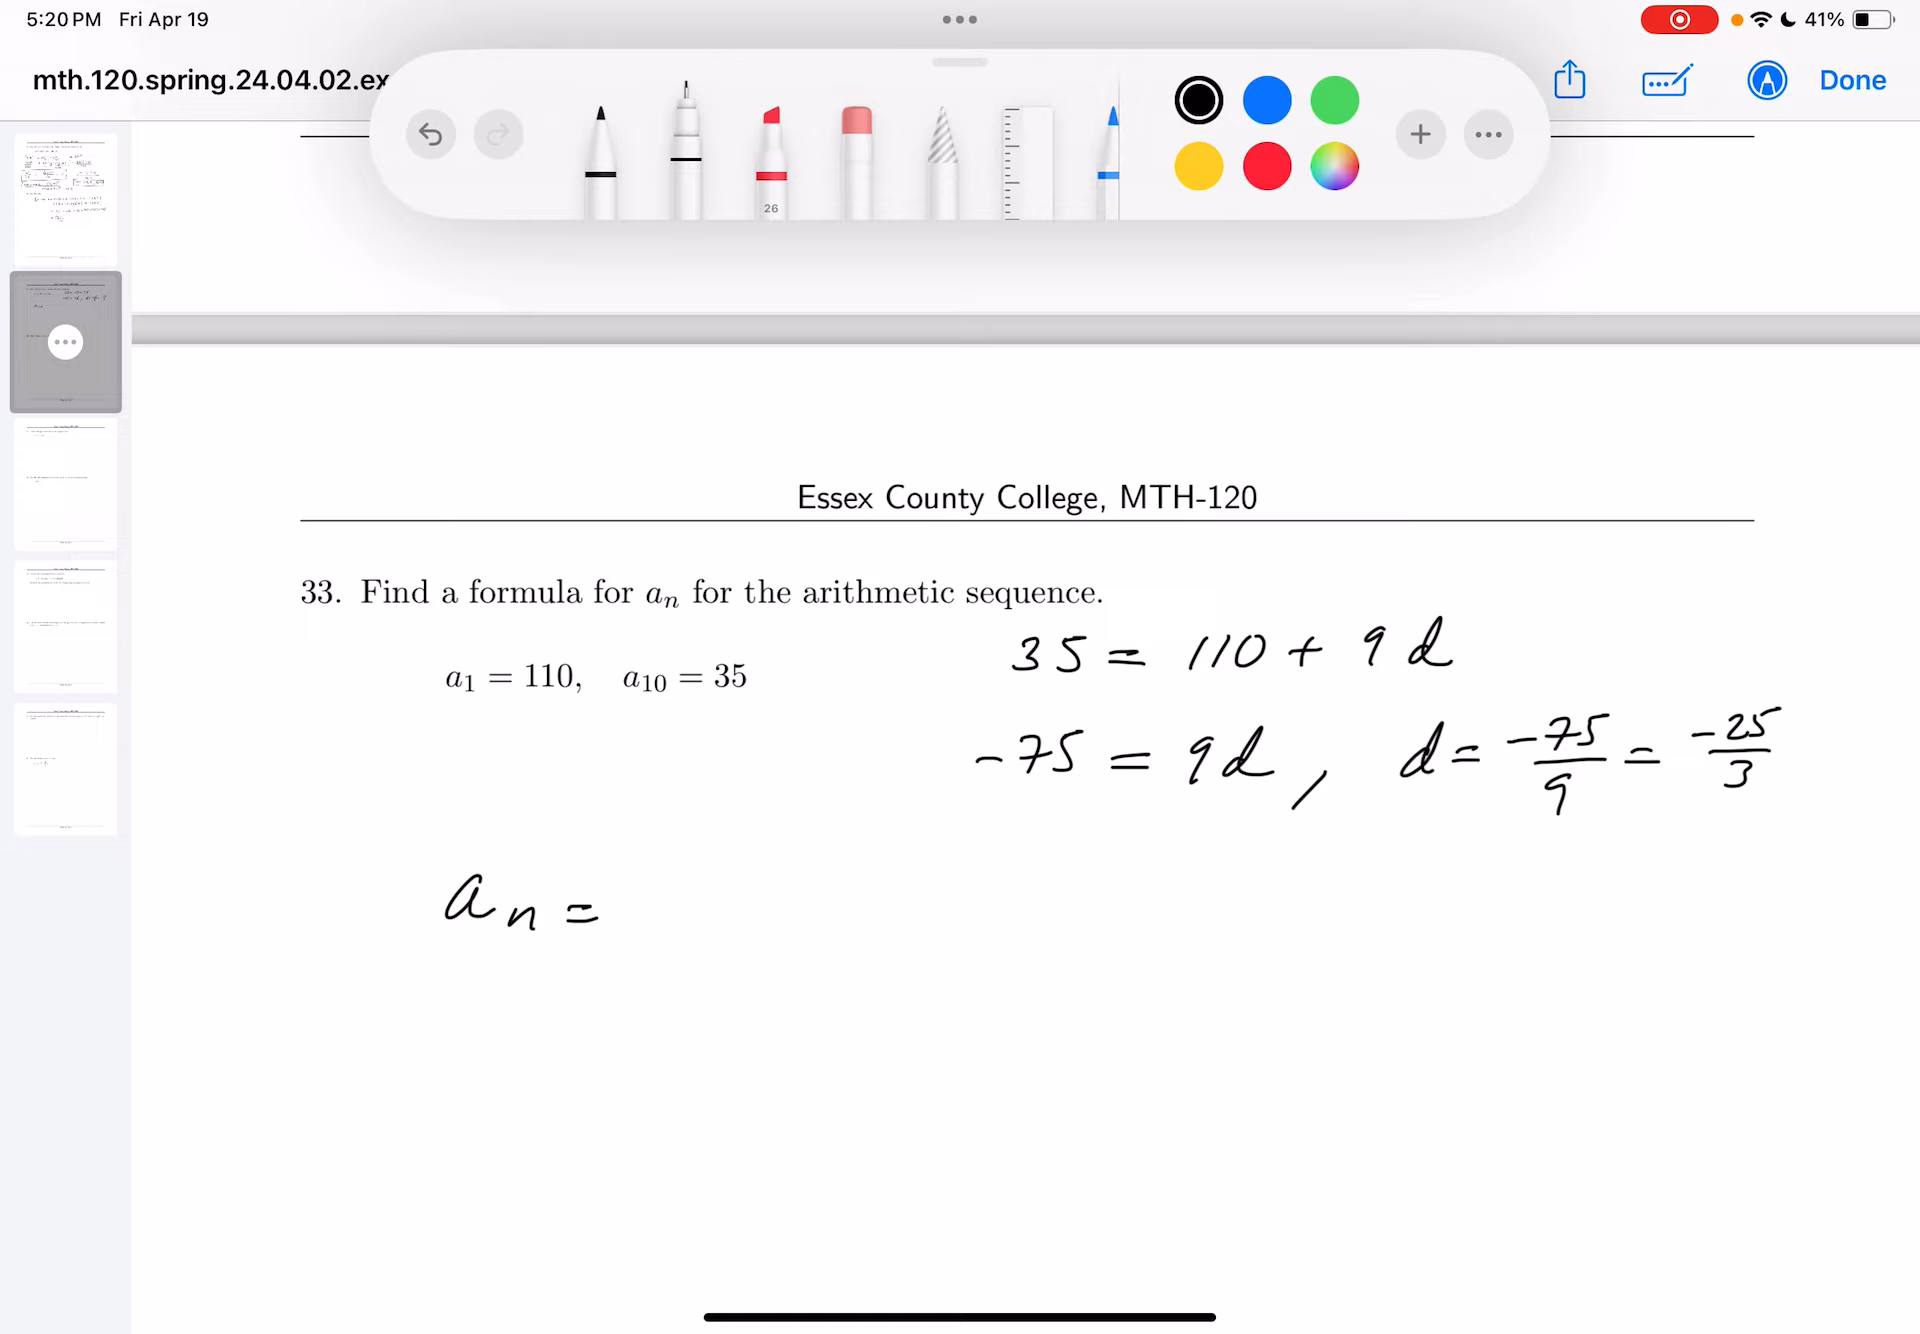 5:20 PM Fri Apr 19
41%
mth.120.spring.24.04.02.ex
Done
26
Essex County College, MTH-120
33. Find a formula for aₙ for the arithmetic sequence.
a₁ = 110, a₁₀ = 35
35 = 110 + 9d
-75 = 9d, d = -75/9 = -25/3
aₙ =